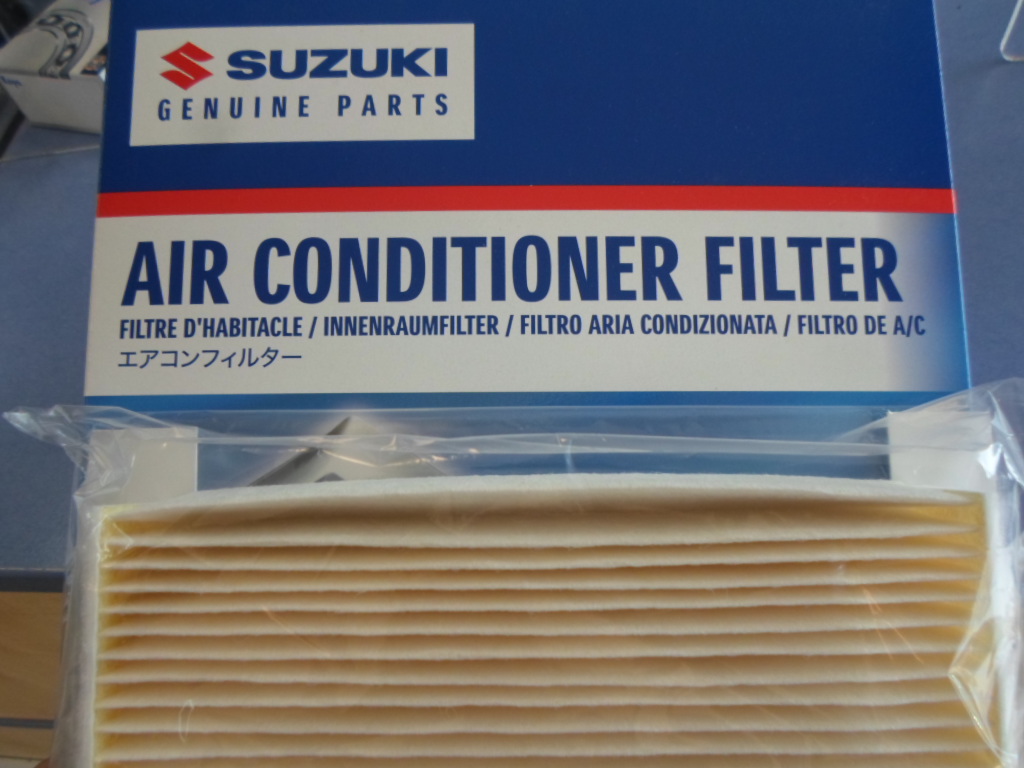 SUZUKI
GENUINE PARTS
AIR CONDITIONER FILTER
FILTRE D'HABITACLE / INNENRAUMFILTER / FILTRO ARIA CONDIZIONATA / FILTRO DE A/C
エアコンフィルター